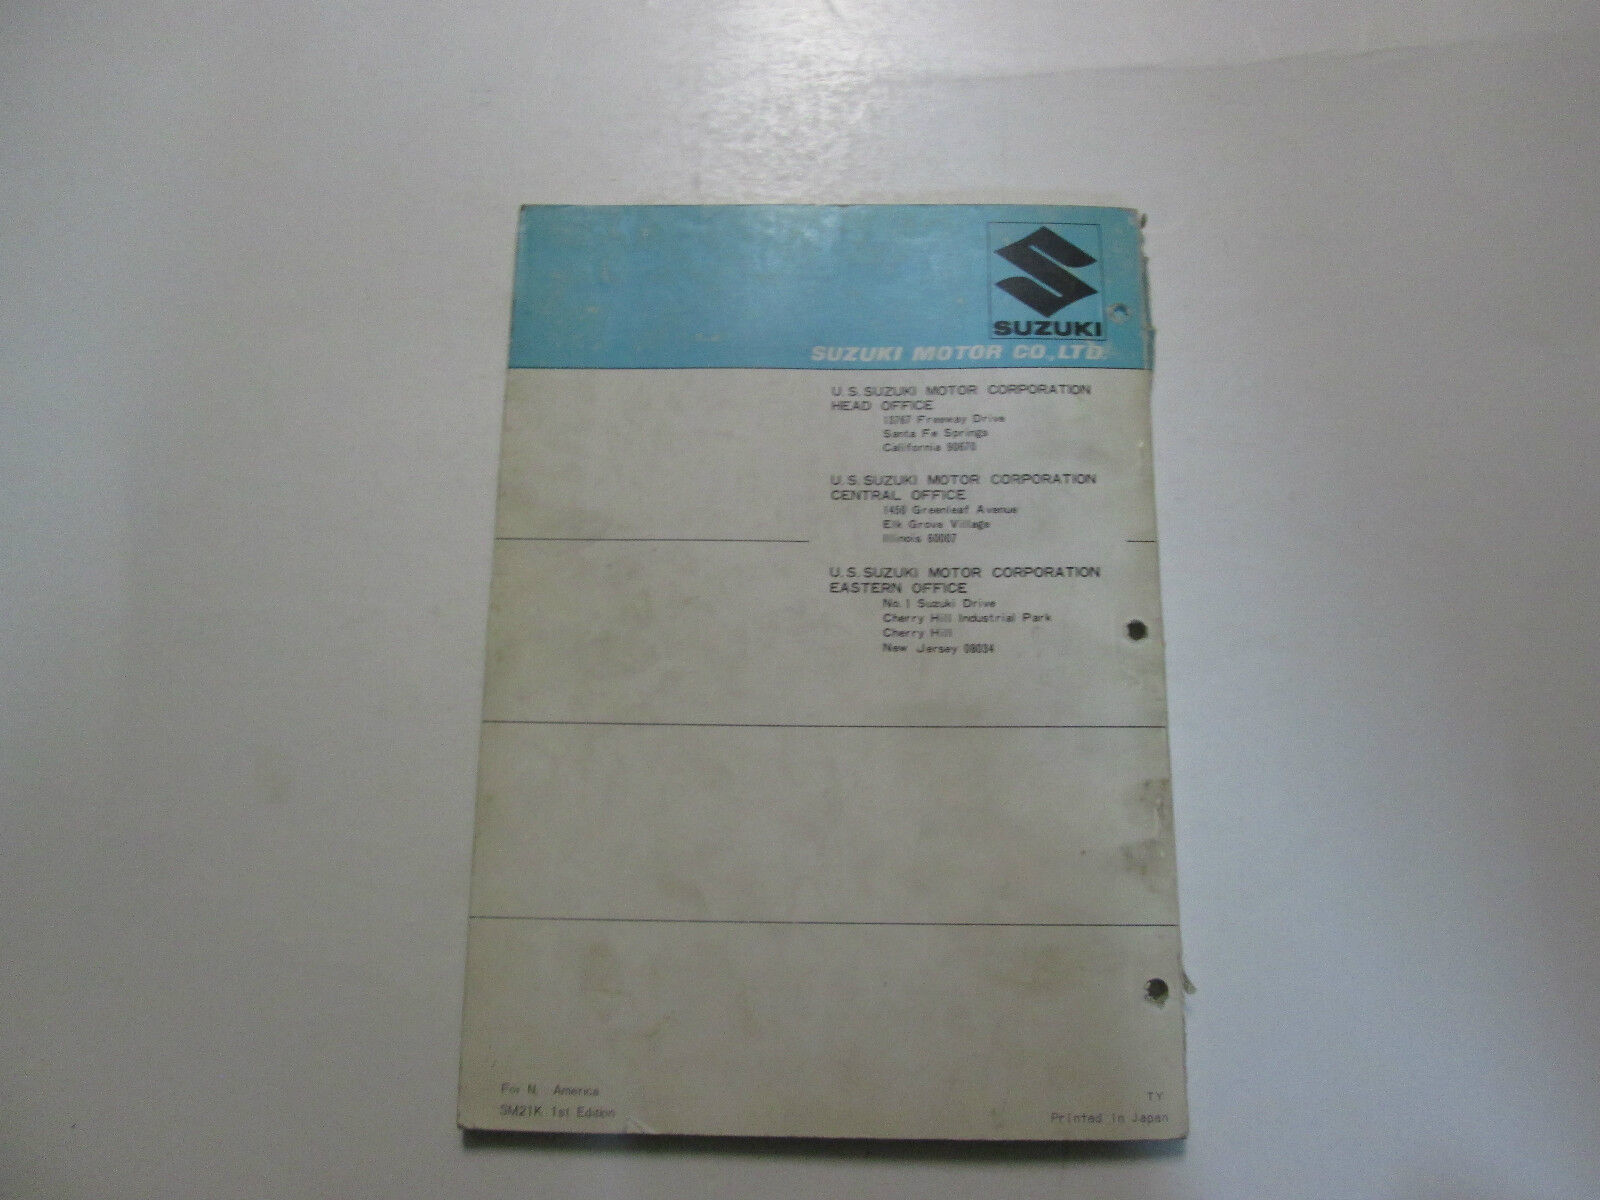 SUZUKI
SUZUKI MOTOR CO.,LTD.
U.S. SUZUKI MOTOR CORPORATION
HEAD OFFICE
13767 Freeway Drive
Santa Fe Springs
California 90670
U.S. SUZUKI MOTOR CORPORATION
CENTRAL OFFICE
1450 Greenleaf Avenue
Elk Grove Village
Illinois 60007
U.S. SUZUKI MOTOR CORPORATION
EASTERN OFFICE
No.1 Suzuki Drive
Cherry Hill Industrial Park
Cherry Hill
New Jersey 08034
For N. America
SM21K 1st Edition
TY
Printed in Japan